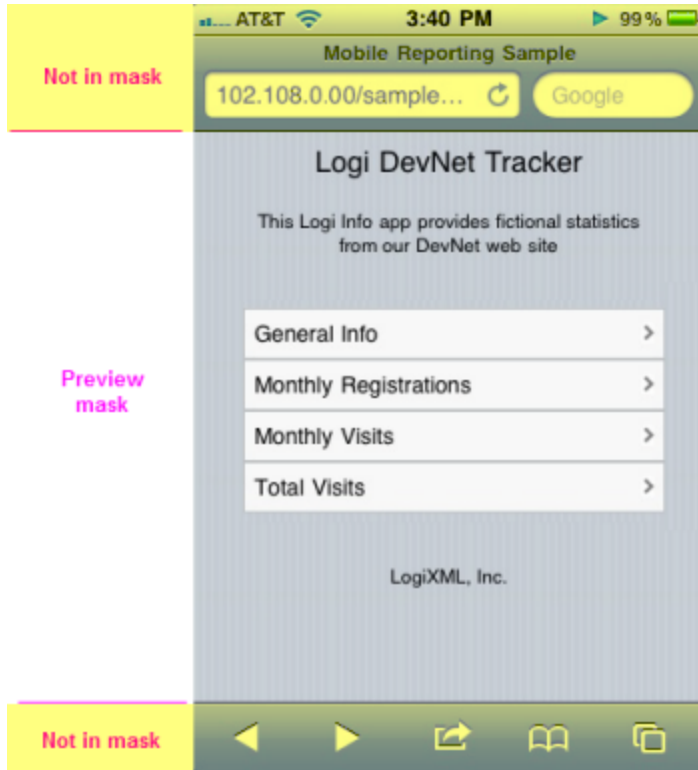 AT&T 3:40 PM 99%
Mobile Reporting Sample
Not in mask
102.108.0.00/sample... Google
Logi DevNet Tracker
This Logi Info app provides fictional statistics
from our DevNet web site
General Info
Preview
mask
Monthly Registrations
Monthly Visits
Total Visits
LogiXML, Inc.
Not in mask